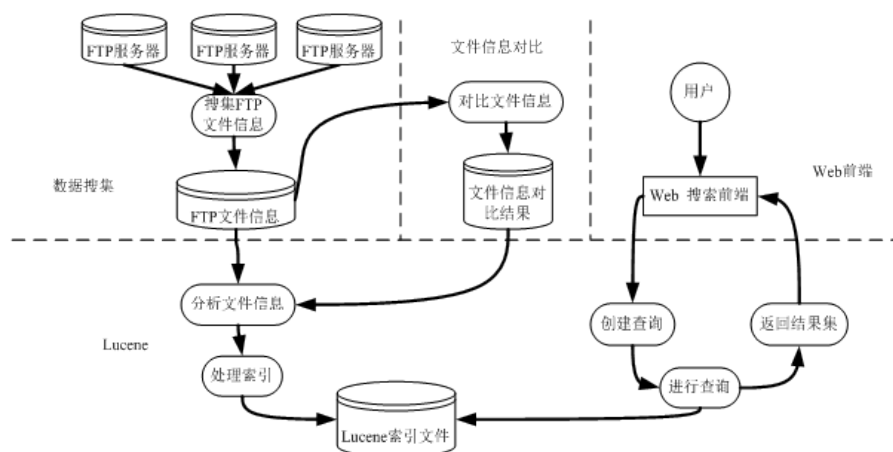 FTP服务器
FTP服务器
FTP服务器
文件信息对比
搜集FTP
文件信息
对比文件信息
用户
数据搜集
FTP文件信息
文件信息对
比结果
Web 搜索前端
Web前端
分析文件信息
创建查询
返回结果集
Lucene
处理索引
进行查询
Lucene索引文件